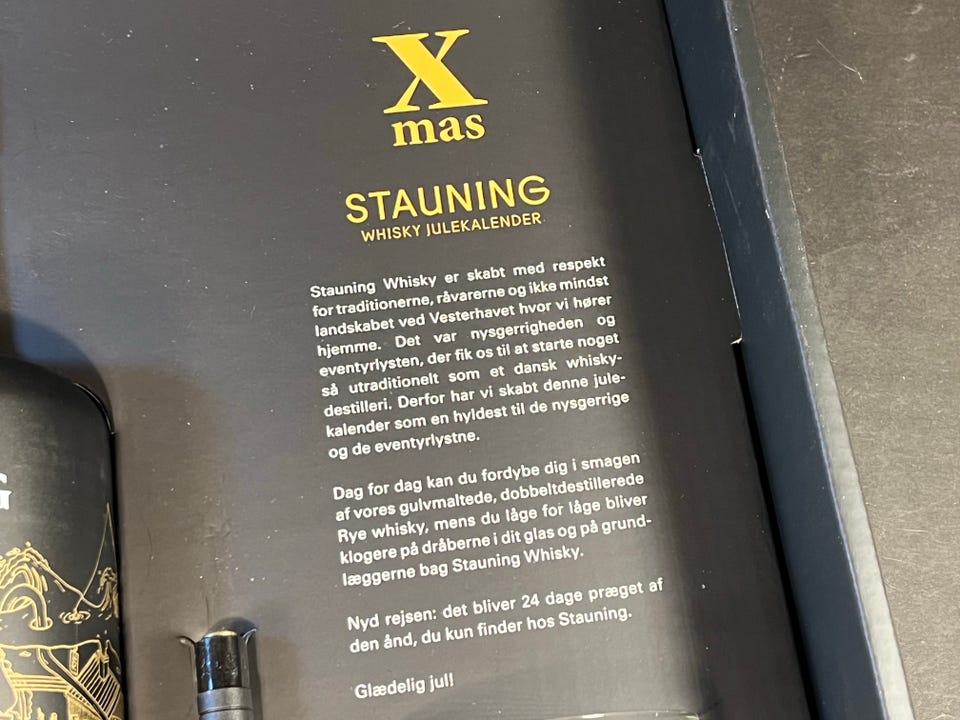 X
mas
STAUNING
WHISKY JULEKALENDER
Stauning Whisky er skabt med respekt
for traditionerne, råvarerne og ikke mindst
landskabet ved Vesterhavet hvor vi hører
hjemme. Det var nysgerrigheden og
eventyrlysten, der fik os til at starte noget
så utraditionelt som et dansk whisky-
destilleri. Derfor har vi skabt denne jule-
kalender som en hyldest til de nysgerrige
og de eventyrlystne.
Dag for dag kan du fordybe dig i smagen
af vores gulvmaltede, dobbeltdestillerede
Rye whisky, mens du låge for låge bliver
klogere på dråberne i dit glas og på grund-
læggerne bag Stauning Whisky.
Nyd rejsen: det bliver 24 dage præget af
den ånd, du kun finder hos Stauning.
Glædelig jul!
G